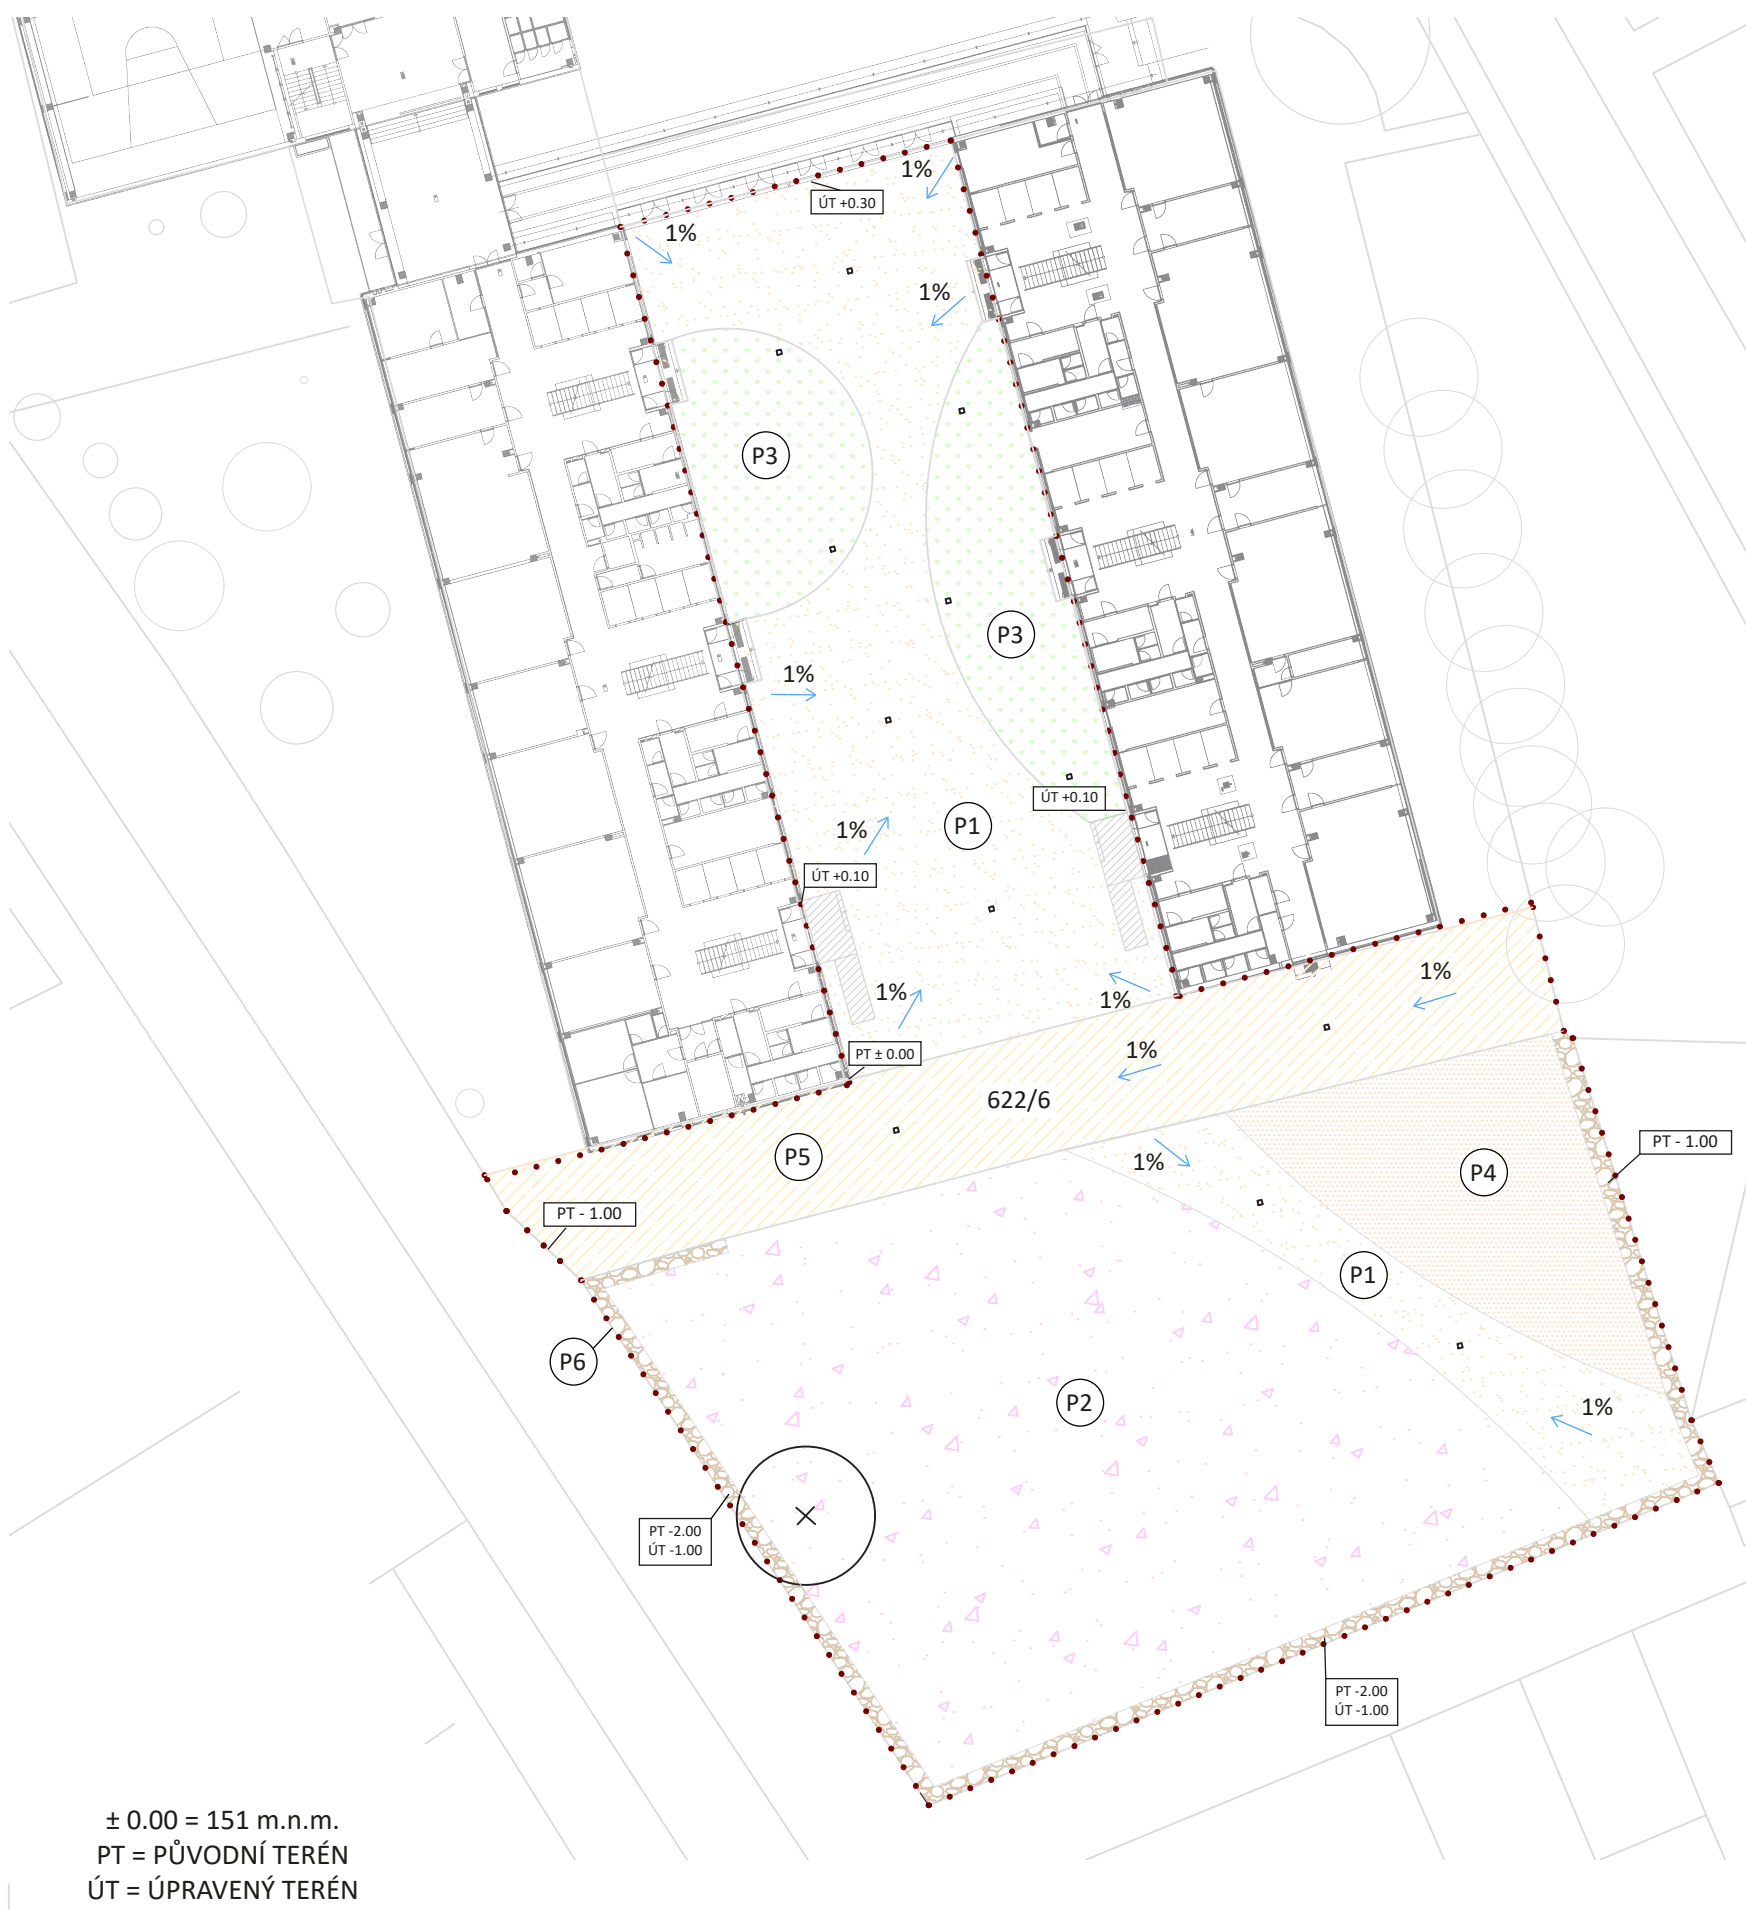 1%
ÚT +0.30
1%
1%
P3
P3
1%
ÚT +0.10
P1
1%
ÚT +0.10
1%
1%
1%
PT ± 0.00
1%
622/6
PT - 1.00
P5
1%
P4
PT - 1.00
P1
P6
P2
1%
PT -2.00
ÚT -1.00
PT -2.00
ÚT -1.00
± 0.00 = 151 m.n.m.
PT = PŮVODNÍ TERÉN
ÚT = ÚPRAVENÝ TERÉN